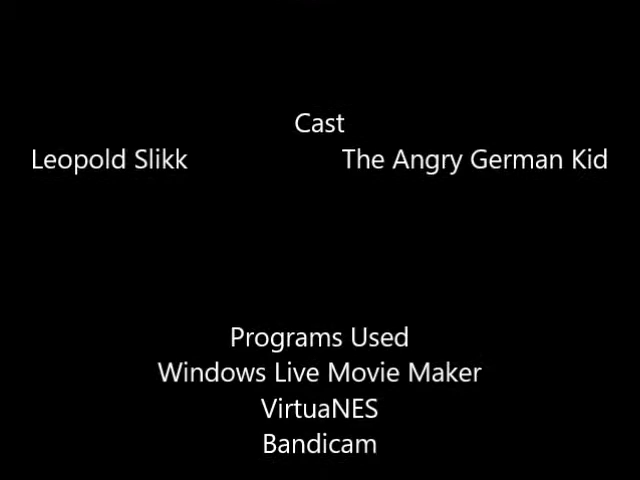 Cast
Leopold Slikk The Angry German Kid
Programs Used
Windows Live Movie Maker
VirtuaNES
Bandicam